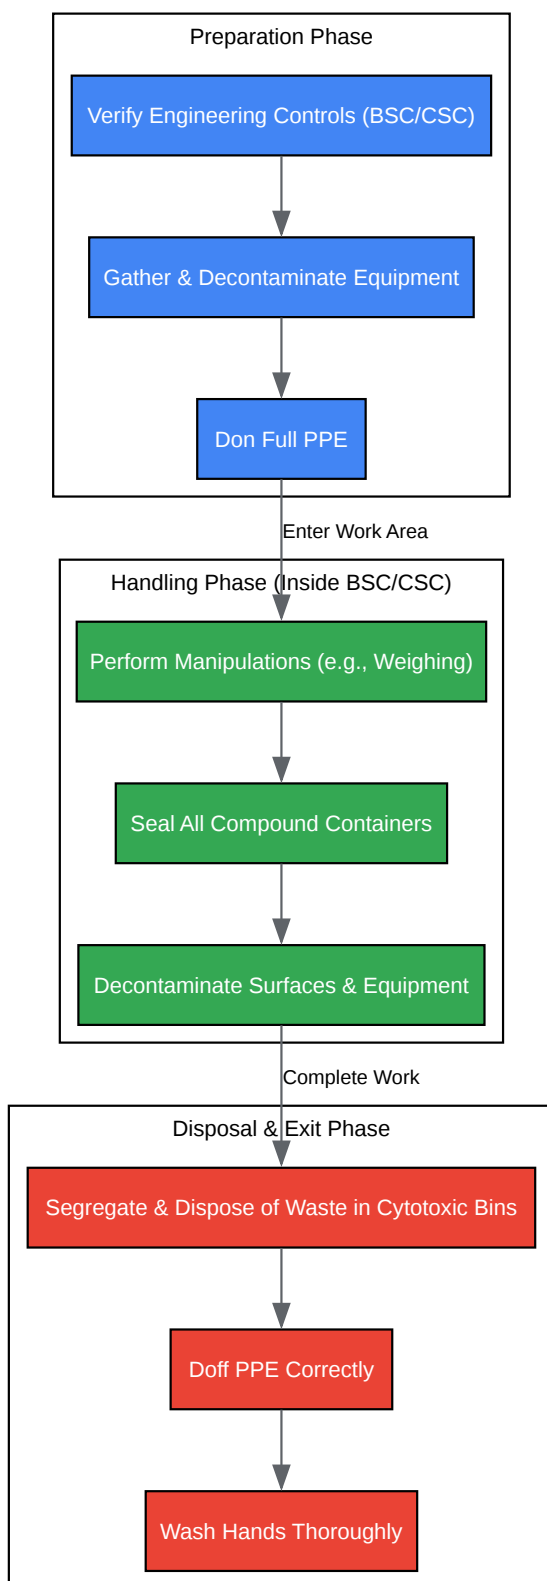 Preparation Phase
Verify Engineering Controls (BSC/CSC)
Gather & Decontaminate Equipment
Don Full PPE
Enter Work Area
Handling Phase (Inside BSC/CSC)
Perform Manipulations (e.g., Weighing)
Seal All Compound Containers
Decontaminate Surfaces & Equipment
Complete Work
Disposal & Exit Phase
Segregate & Dispose of Waste in Cytotoxic Bins
Doff PPE Correctly
Wash Hands Thoroughly